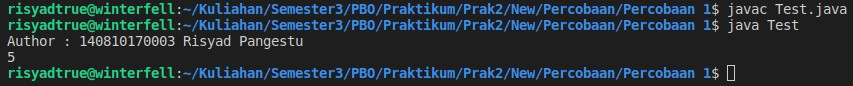 risyadtrue@winterfell:~/Kuliahan/Semester3/PBO/Praktikum/Prak2/New/Percobaan/Percobaan 1$ javac Test.java
risyadtrue@winterfell:~/Kuliahan/Semester3/PBO/Praktikum/Prak2/New/Percobaan/Percobaan 1$ java Test
Author : 140810170003 Risyad Pangestu
5
risyadtrue@winterfell:~/Kuliahan/Semester3/PBO/Praktikum/Prak2/New/Percobaan/Percobaan 1$